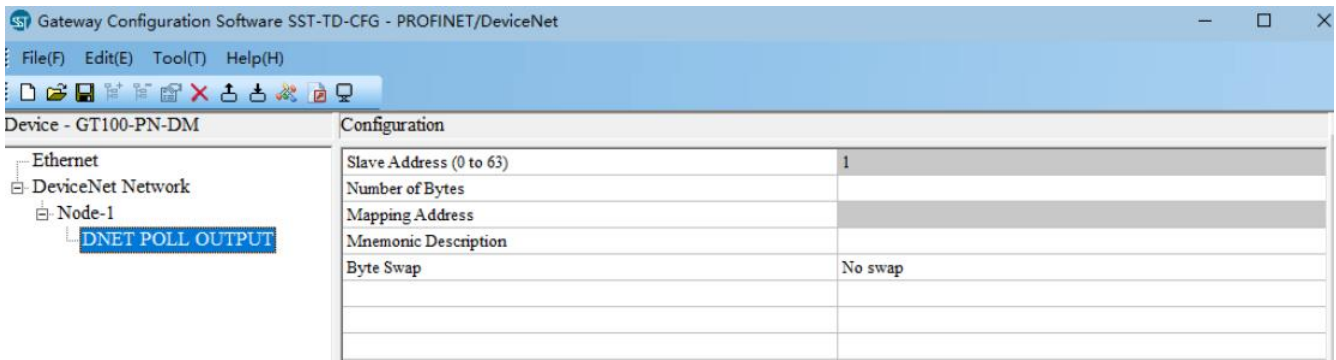 SST Gateway Configuration Software SST-TD-CFG - PROFINET/DeviceNet
File(F) Edit(E) Tool(T) Help(H)
Device - GT100-PN-DM
Configuration
Ethernet
DeviceNet Network
Node-1
DNET POLL OUTPUT
Slave Address (0 to 63) 1
Number of Bytes
Mapping Address
Mnemonic Description
Byte Swap No swap